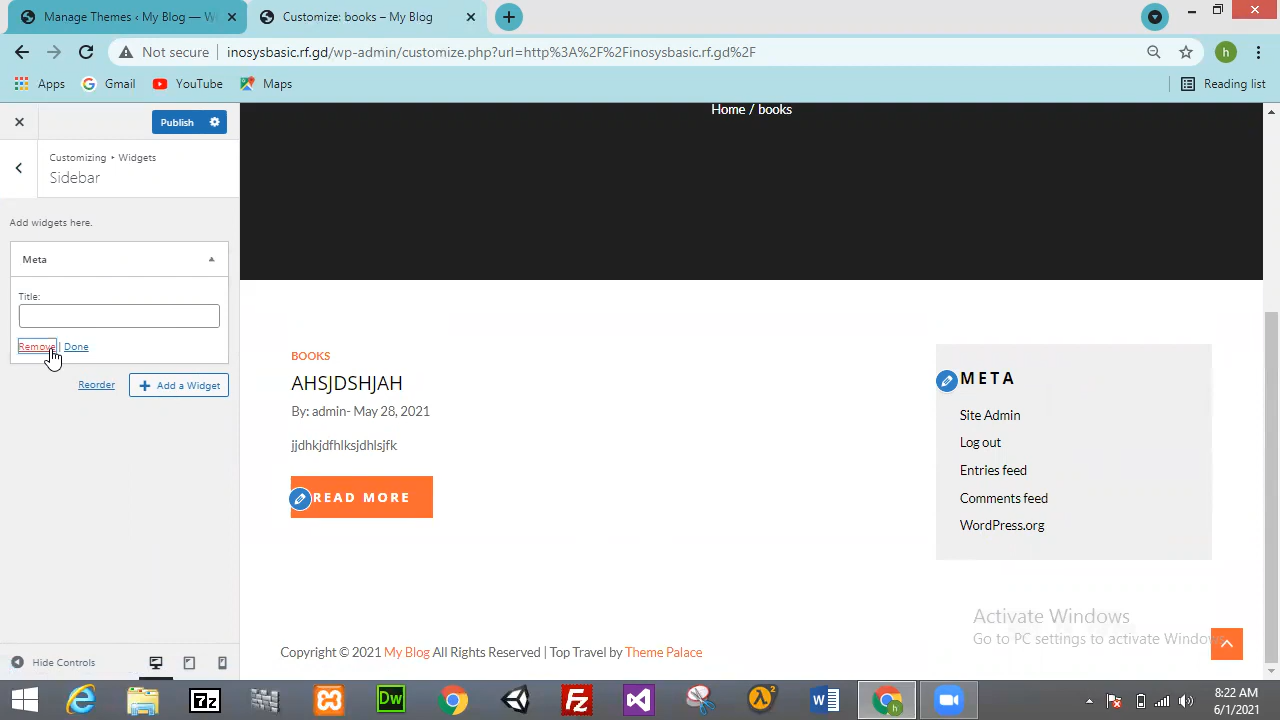 Manage Themes ‹ My Blog — W
Customize: books – My Blog
Not secure
inosysbasic.rf.gd/wp-admin/customize.php?url=http%3A%2F%2Finosysbasic.rf.gd%2F
h
Apps
Gmail
YouTube
Maps
Reading list
Publish
Customizing ‣ Widgets
Sidebar
Add widgets here.
Meta
Title:
Remove | Done
Reorder
Add a Widget
Hide Controls
Home / books
BOOKS
AHSJDSHJAH
By: admin- May 28, 2021
jjdhkjdfhlksjdhlsjfk
READ MORE
META
Site Admin
Log out
Entries feed
Comments feed
WordPress.org
Activate Windows
Go to PC settings to activate Windows.
Copyright © 2021 My Blog All Rights Reserved | Top Travel by Theme Palace
7z
Dw
Fz
8:22 AM
6/1/2021